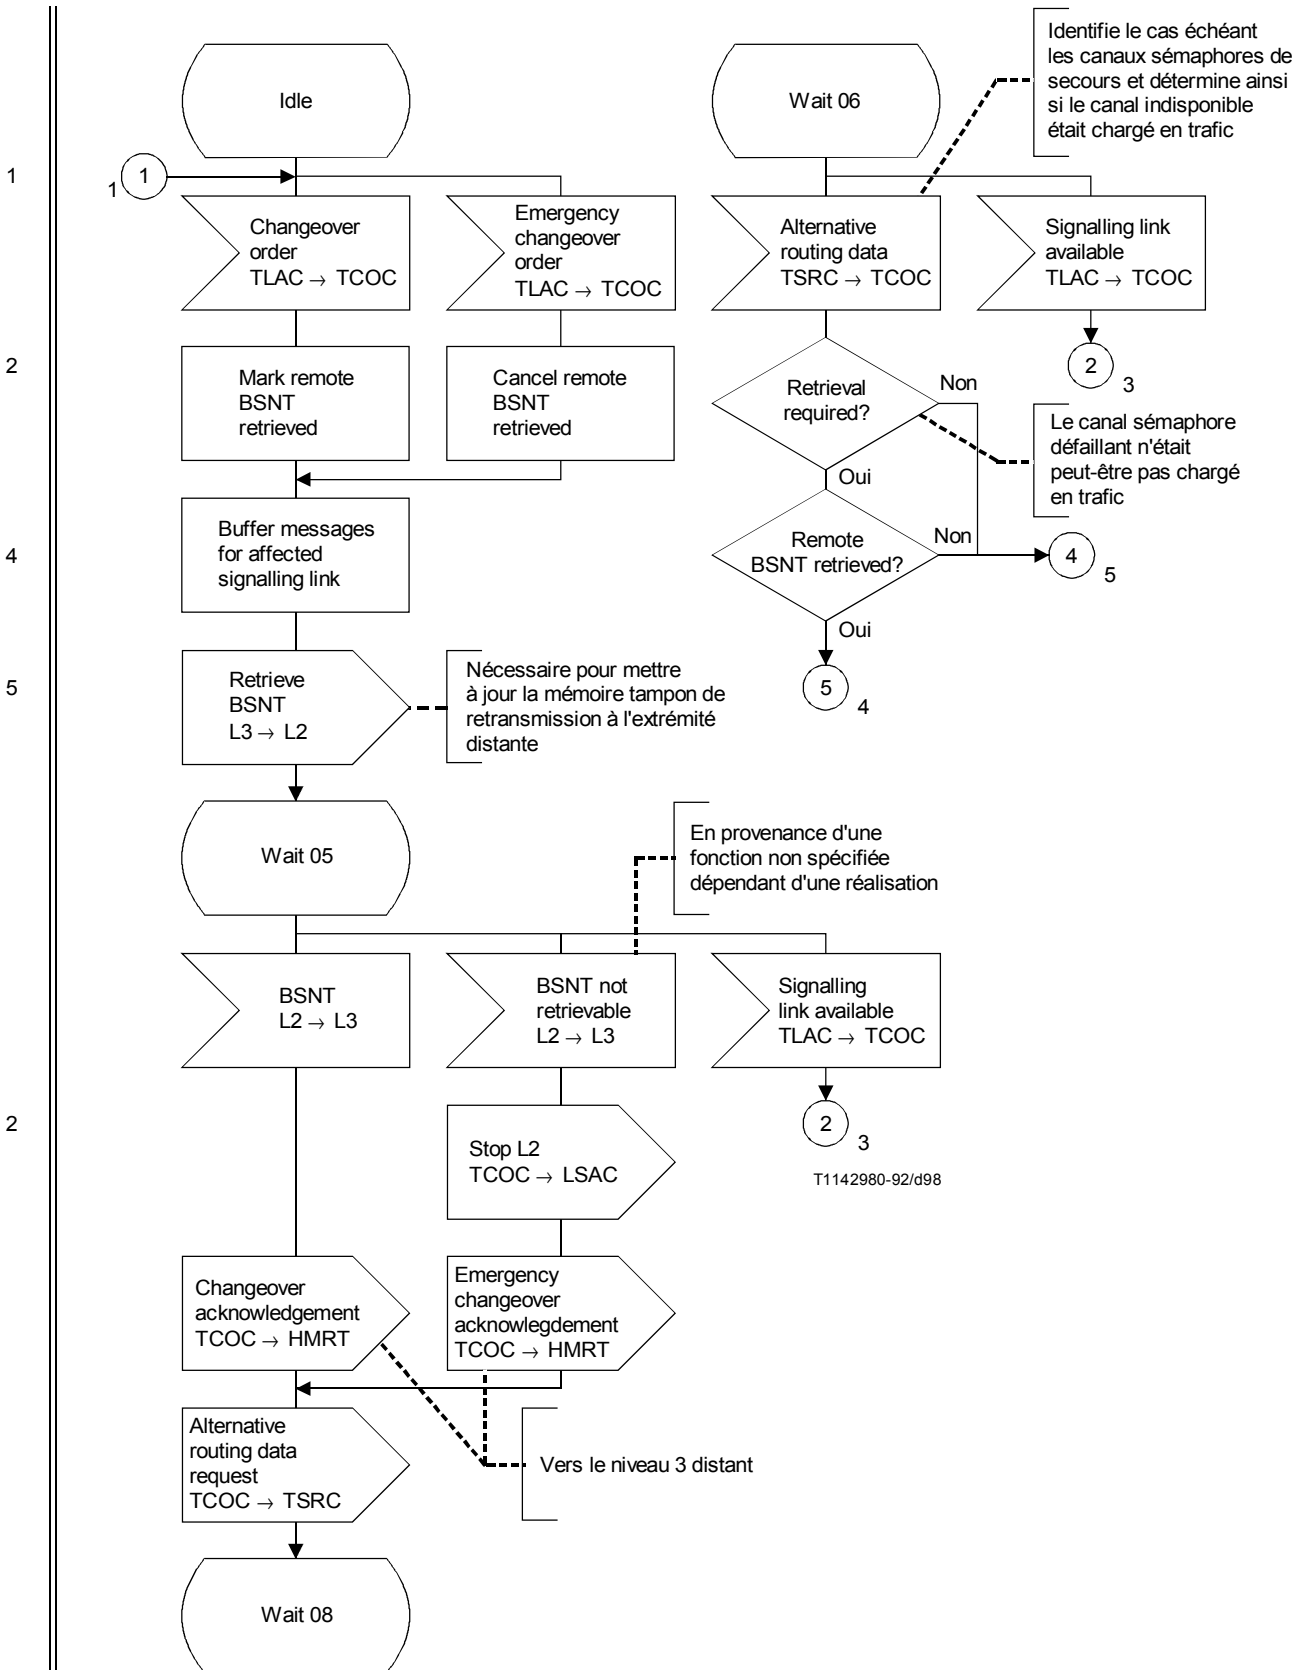 Identifie le cas échéant
les canaux sémaphores de
secours et détermine ainsi
si le canal indisponible
était chargé en trafic
Idle
Wait 06
1
1
1
Changeover
order
TLAC → TCOC
Emergency
changeover
order
TLAC → TCOC
Alternative
routing data
TSRC → TCOC
Signalling link
available
TLAC → TCOC
2
Mark remote
BSNT
retrieved
Cancel remote
BSNT
retrieved
Retrieval
required?
Non
2
3
Le canal sémaphore
défaillant n'était
peut-être pas chargé
en trafic
Oui
4
Buffer messages
for affected
signalling link
Remote
BSNT retrieved?
Non
4
5
Oui
5
Retrieve
BSNT
L3 → L2
Nécessaire pour mettre
à jour la mémoire tampon de
retransmission à l'extrémité
distante
5
4
Wait 05
En provenance d'une
fonction non spécifiée
dépendant d'une réalisation
BSNT
L2 → L3
BSNT not
retrievable
L2 → L3
Signalling
link available
TLAC → TCOC
2
Stop L2
TCOC → LSAC
2
3
T1142980-92/d98
Changeover
acknowledgement
TCOC → HMRT
Emergency
changeover
acknowlegdement
TCOC → HMRT
Alternative
routing data
request
TCOC → TSRC
Vers le niveau 3 distant
Wait 08